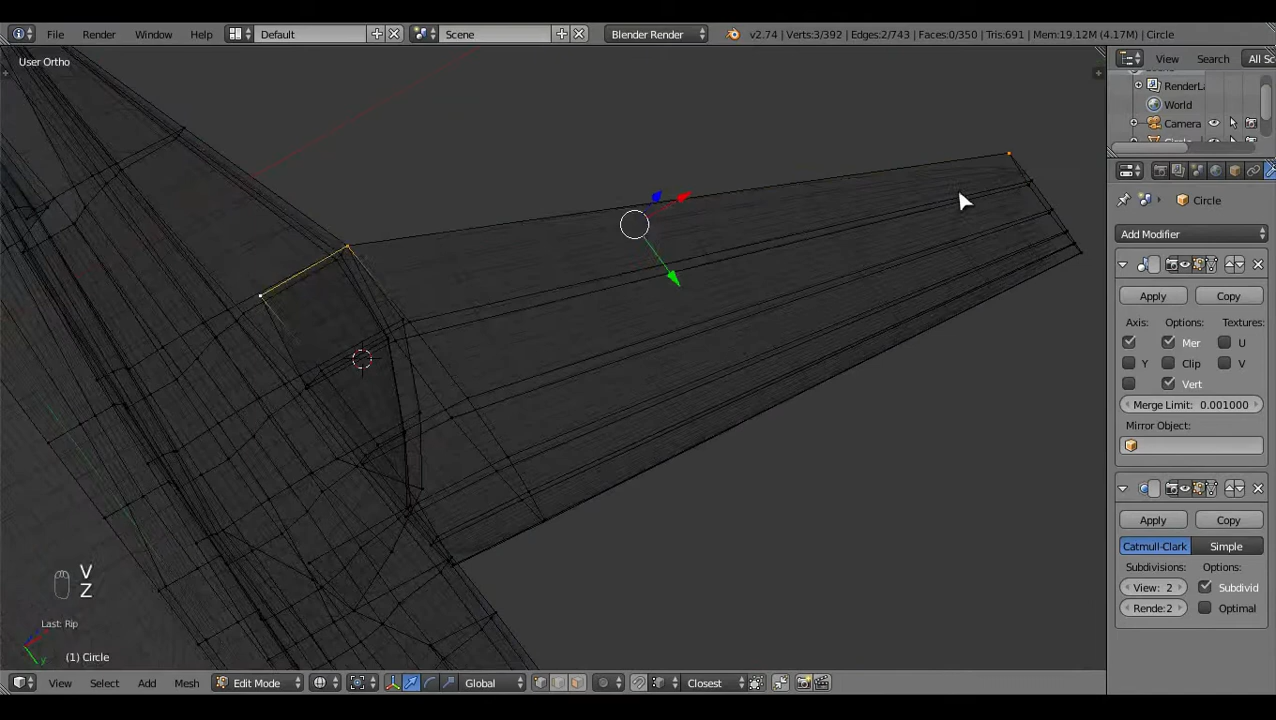 File Render Window Help Default Scene Blender Render v2.74 | Verts:3/392 | Edges:2/743 | Faces:0/350 | Tris:691 | Mem:19.12M (4.17M) | Circle
User Ortho
View Search All Sc
RenderLa
World
Camera
Circle
Add Modifier
Apply Copy
Axis: Options: Textures:
X Mer U
Y Clip V
Vert
Merge Limit: 0.001000
Mirror Object:
Apply Copy
Catmull-Clark Simple
Subdivisions: Options:
View: 2 Subdivid
Rende:2 Optimal
V
Z
Last: Rip
y
(1) Circle
View Select Add Mesh Edit Mode Global Closest